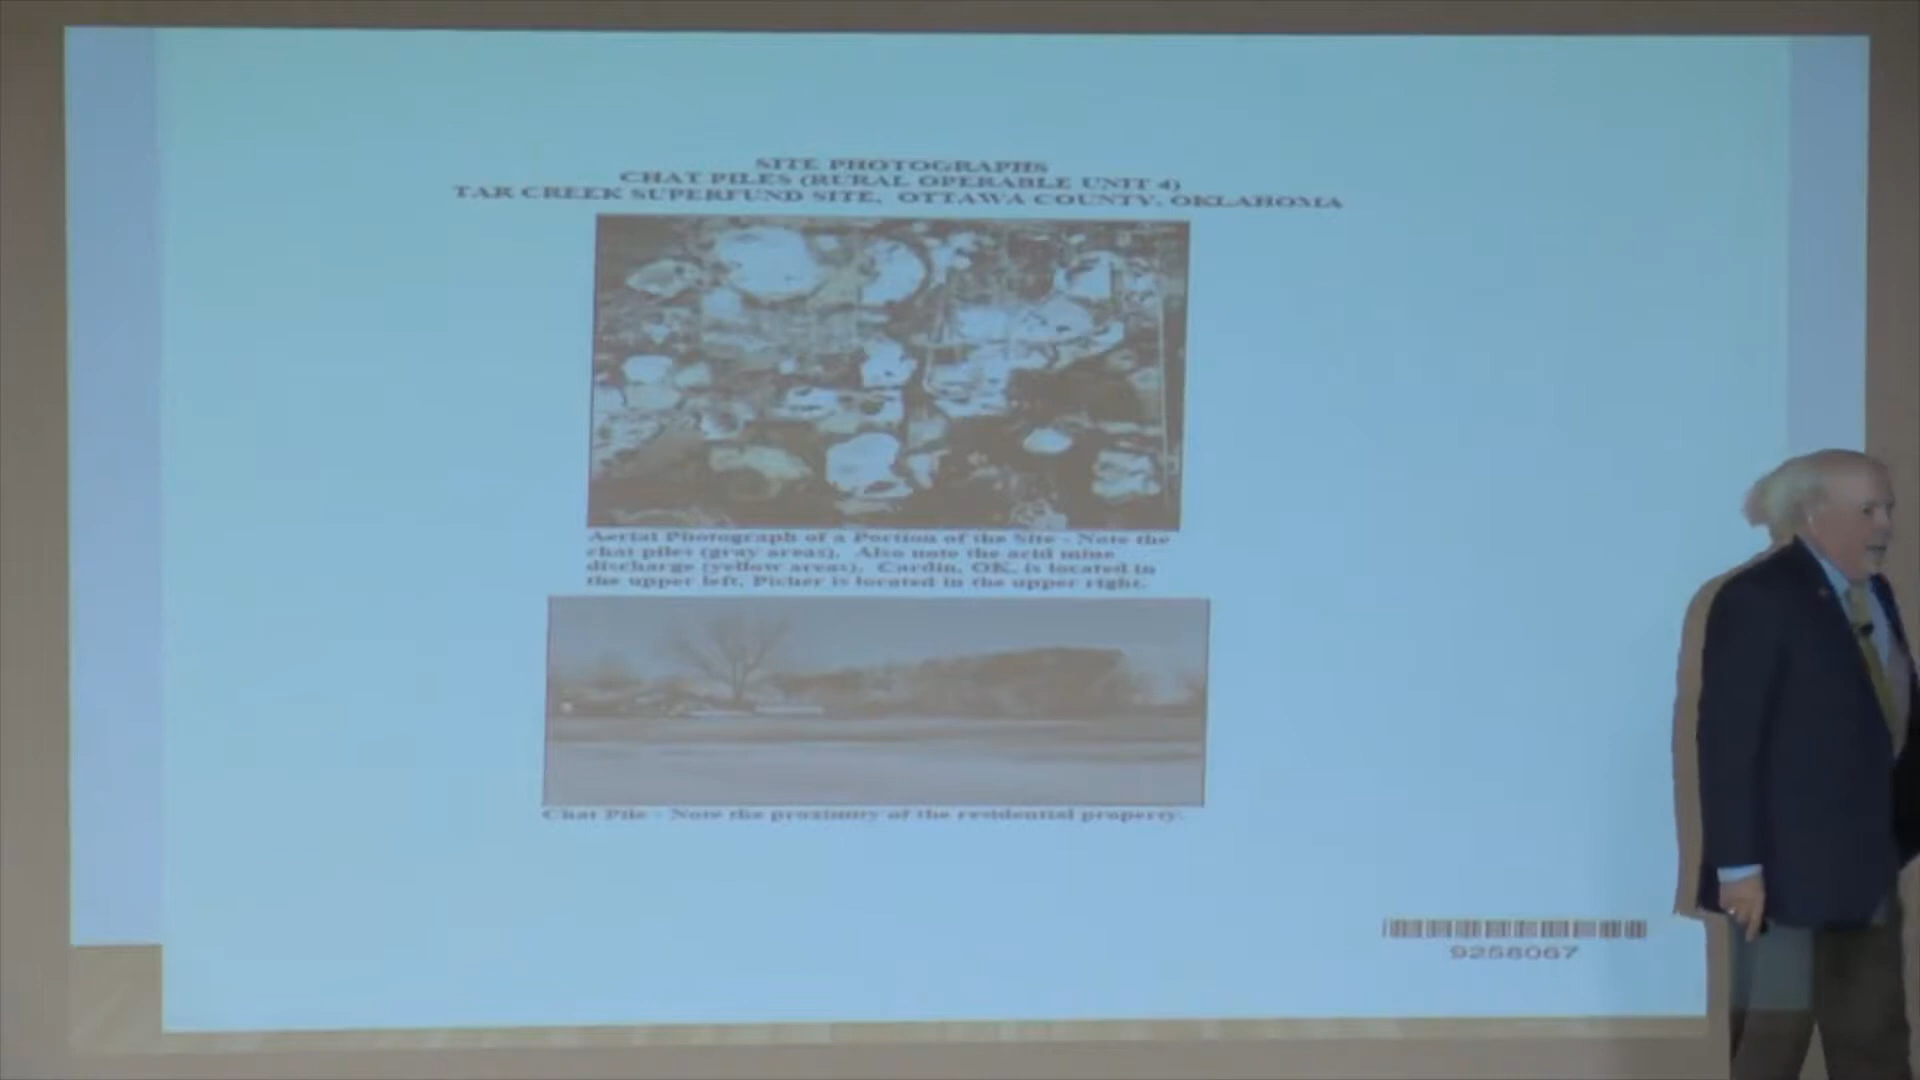 SITE PHOTOGRAPHS
CHAT PILES (RURAL OPERABLE UNIT 4)
TAR CREEK SUPERFUND SITE, OTTAWA COUNTY, OKLAHOMA
Aerial Photograph of a Portion of the Site - Note the
chat piles (gray areas). Also note the acid mine
discharge (yellow areas). Cardin, OK, is located in
the upper left, Picher is located in the upper right.
Chat Pile - Note the proximity of the residential property.
9258067